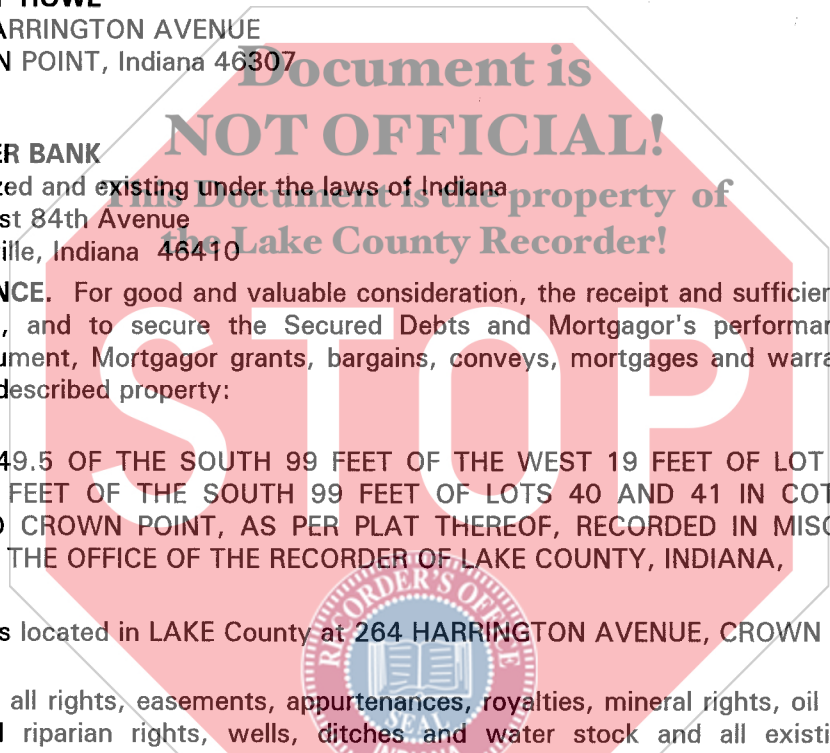 HOWE
ARRINGTON AVENUE
N POINT, Indiana 46307
Document is
NOT OFFICIAL!
ER BANK
zed and existing under the laws of Indiana
This Document is the property of
st 84th Avenue
ille, Indiana 46410
the Lake County Recorder!
NCE. For good and valuable consideration, the receipt and sufficien
, and to secure the Secured Debts and Mortgagor's performar
ument, Mortgagor grants, bargains, conveys, mortgages and warra
described property:
STOP
49.5 OF THE SOUTH 99 FEET OF THE WEST 19 FEET OF LOT
FEET OF THE SOUTH 99 FEET OF LOTS 40 AND 41 IN COT
O CROWN POINT, AS PER PLAT THEREOF, RECORDED IN MISC
THE OFFICE OF THE RECORDER OF LAKE COUNTY, INDIANA,
RECORDER'S OFFICE
s located in LAKE County at 264 HARRINGTON AVENUE, CROWN
all rights, easements, appurtenances, royalties, mineral rights, oil
SEAL
riparian rights, wells, ditches and water stock and all existi
INDIANA